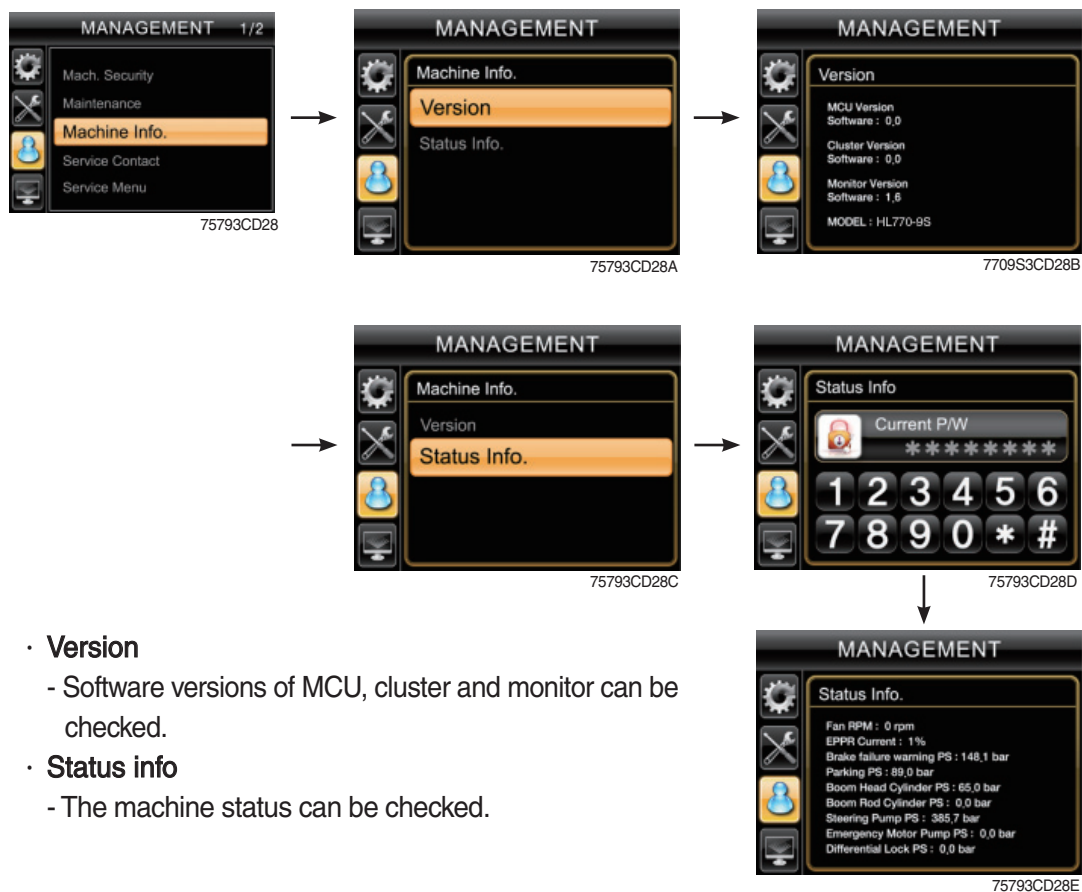 MANAGEMENT 1/2
Mach. Security
Maintenance
Machine Info.
Service Contact
Service Menu
75793CD28
MANAGEMENT
Machine Info.
Version
Status Info.
75793CD28A
MANAGEMENT
Version
MCU Version
Software : 0,0
Cluster Version
Software : 0,0
Monitor Version
Software : 1,6
MODEL : HL770-9S
7709S3CD28B
MANAGEMENT
Machine Info.
Version
Status Info.
75793CD28C
MANAGEMENT
Status Info
Current P/W
********
1 2 3 4 5 6
7 8 9 0 * #
75793CD28D
· Version
- Software versions of MCU, cluster and monitor can be
checked.
· Status info
- The machine status can be checked.
MANAGEMENT
Status Info.
Fan RPM : 0 rpm
EPPR Current : 1%
Brake failure warning PS : 148,1 bar
Parking PS : 89,0 bar
Boom Head Cylinder PS : 65,0 bar
Boom Rod Cylinder PS : 0,0 bar
Steering Pump PS : 385,7 bar
Emergency Motor Pump PS : 0,0 bar
Differential Lock PS : 0,0 bar
75793CD28E